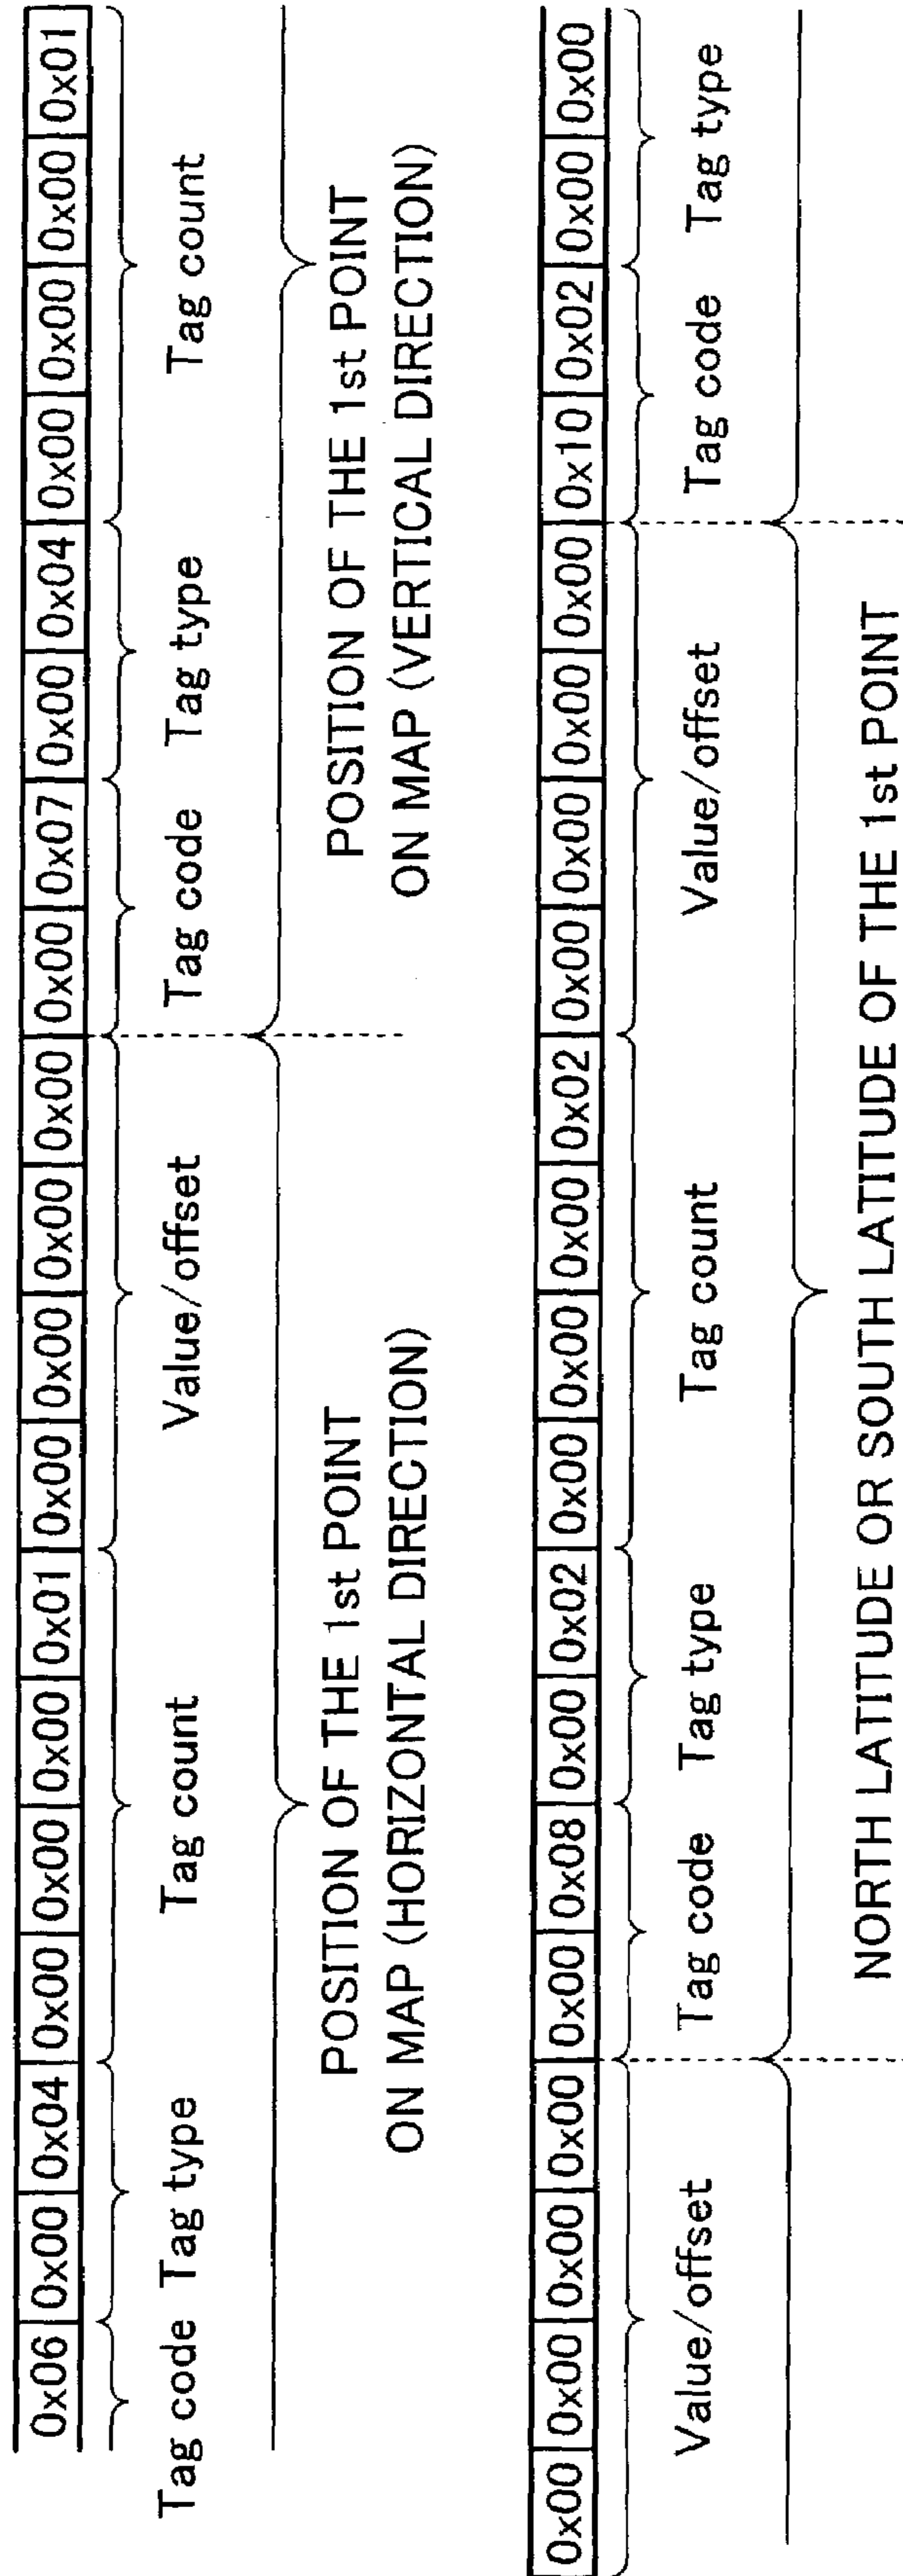 0x06 0x00 0x04 0x00 0x00 0x00 0x01 0x00 0x00 0x00 0x00 0x00 0x07 0x00 0x04 0x00 0x00 0x00 0x01
Tag code Tag type Tag count Value/offset Tag code Tag type Tag count
POSITION OF THE 1st POINT
ON MAP (HORIZONTAL DIRECTION)
POSITION OF THE 1st POINT
ON MAP (VERTICAL DIRECTION)
0x00 0x00 0x00 0x00 0x00 0x08 0x00 0x02 0x00 0x00 0x00 0x02 0x00 0x00 0x00 0x00 0x10 0x02 0x00 0x00
Value/offset Tag code Tag type Tag count Value/offset Tag code Tag type
NORTH LATITUDE OR SOUTH LATITUDE OF THE 1st POINT